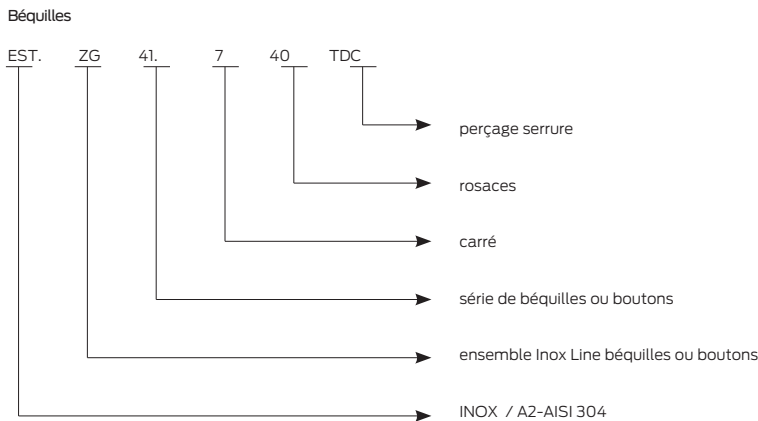 Béquilles
EST. ZG 41. 7 40 TDC
perçage serrure
rosaces
carré
série de béquilles ou boutons
ensemble Inox Line béquilles ou boutons
INOX / A2-AISI 304